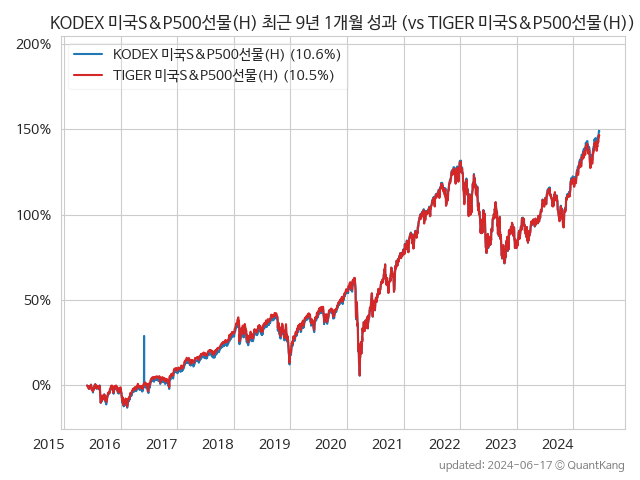 KODEX 미국S&P500선물(H) 최근 9년 1개월 성과 (vs TIGER 미국S&P500선물(H))
200%
KODEX 미국S&P500선물(H) (10.6%)
TIGER 미국S&P500선물(H) (10.5%)
150%
100%
50%
0%
2015 2016 2017 2018 2019 2020 2021 2022 2023 2024
updated: 2024-06-17 © QuantKang